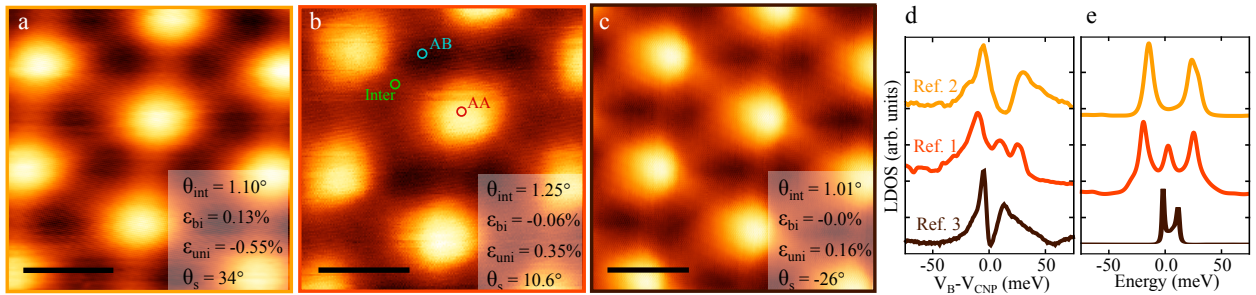 a
θint = 1.10°
εbi = 0.13%
εuni = -0.55%
θs = 34°
b
AB
Inter
AA
θint = 1.25°
εbi = -0.06%
εuni = 0.35%
θs = 10.6°
c
θint = 1.01°
εbi = -0.0%
εuni = 0.16%
θs = -26°
d
LDOS (arb. units)
Ref. 2
Ref. 1
Ref. 3
-50 0.0 50
VB-VCNP (meV)
e
-50 0.0 50
Energy (meV)